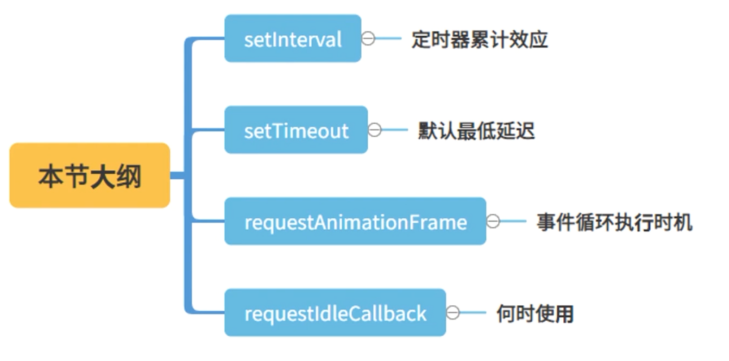 本节大纲
setInterval
定时器累计效应
setTimeout
默认最低延迟
requestAnimationFrame
事件循环执行时机
requestIdleCallback
何时使用